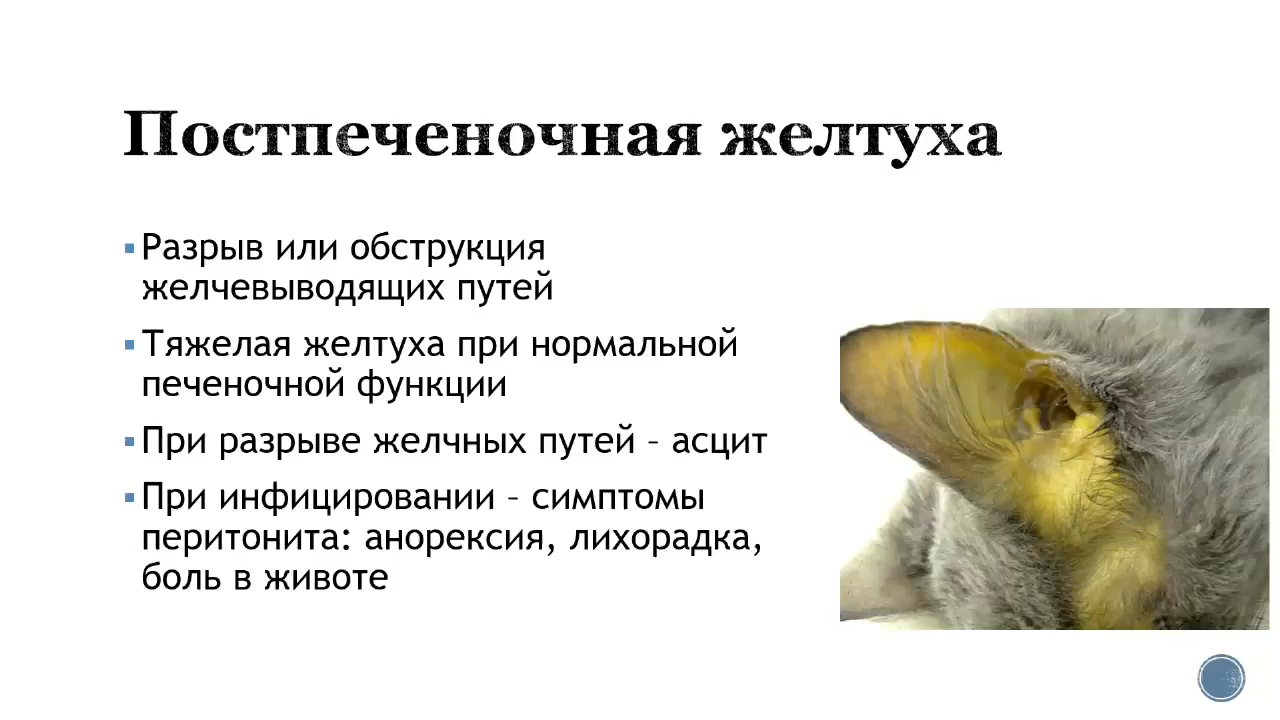 Постпеченочная желтуха
▪ Разрыв или обструкция
желчевыводящих путей
▪ Тяжелая желтуха при нормальной
печеночной функции
▪ При разрыве желчных путей – асцит
▪ При инфицировании – симптомы
перитонита: анорексия, лихорадка,
боль в животе